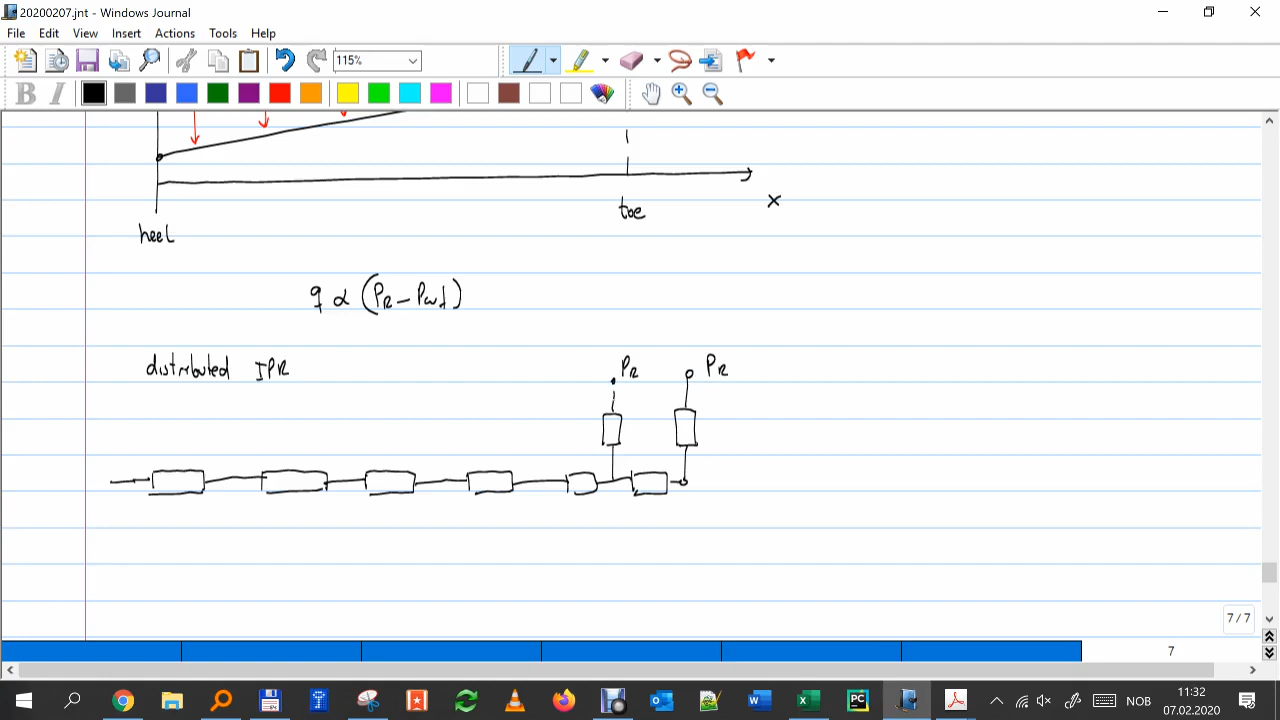 20200207.jnt - Windows Journal
File Edit View Insert Actions Tools Help
115%
B I
toe
x
heel
q ∝ (PR – Pwf)
distributed IPR
PR PR
7 / 7
7
NOB
11:32
07.02.2020